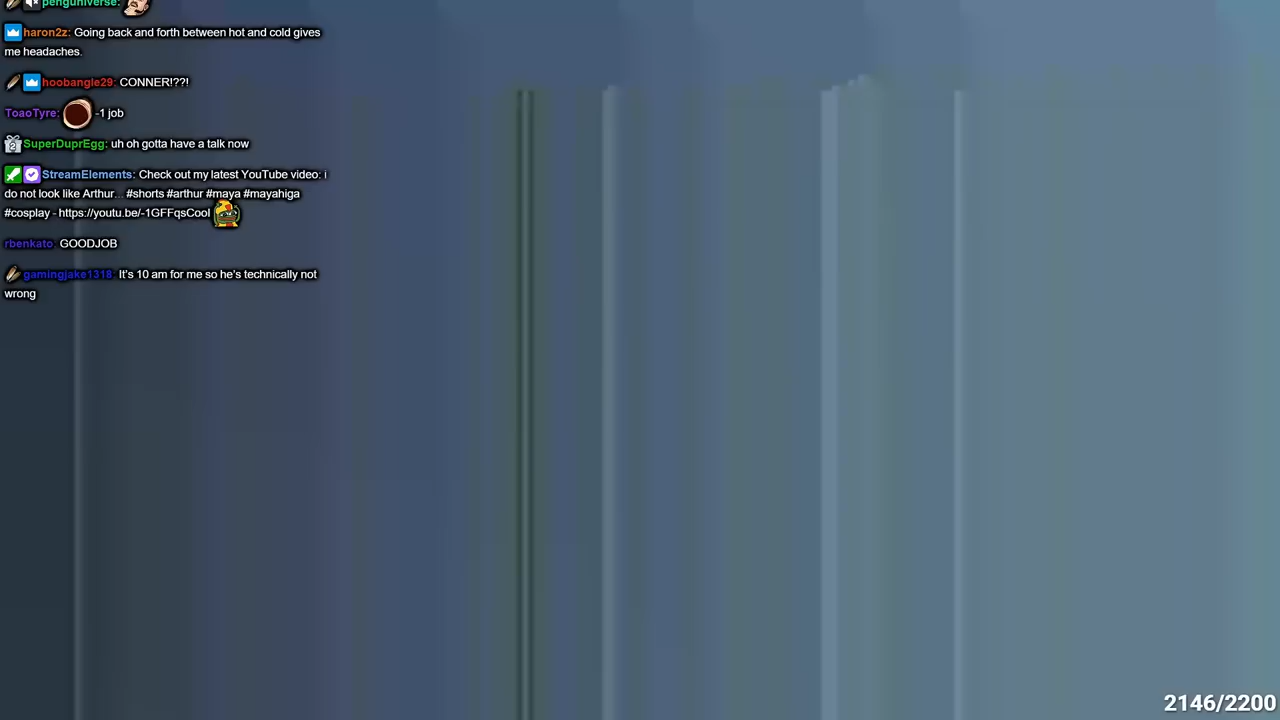 penguniverse:
haron2z: Going back and forth between hot and cold gives
me headaches.
hoobangle29: CONNER!??!
ToaoTyre: -1 job
SuperDuprEgg: uh oh gotta have a talk now
StreamElements: Check out my latest YouTube video: i
do not look like Arthur... #shorts #arthur #maya #mayahiga
#cosplay - https://youtu.be/-1GFFqsCooI
rbenkato: GOODJOB
gamingjake1318: It's 10 am for me so he's technically not
wrong
2146/2200